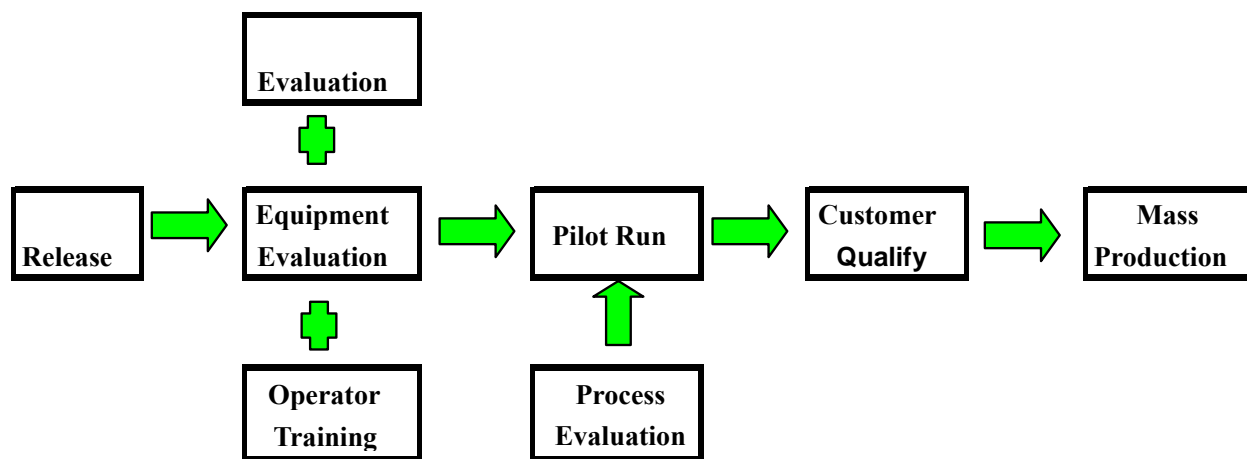 Evaluation
Release
Equipment
Evaluation
Pilot Run
Customer
Qualify
Mass
Production
Operator
Training
Process
Evaluation